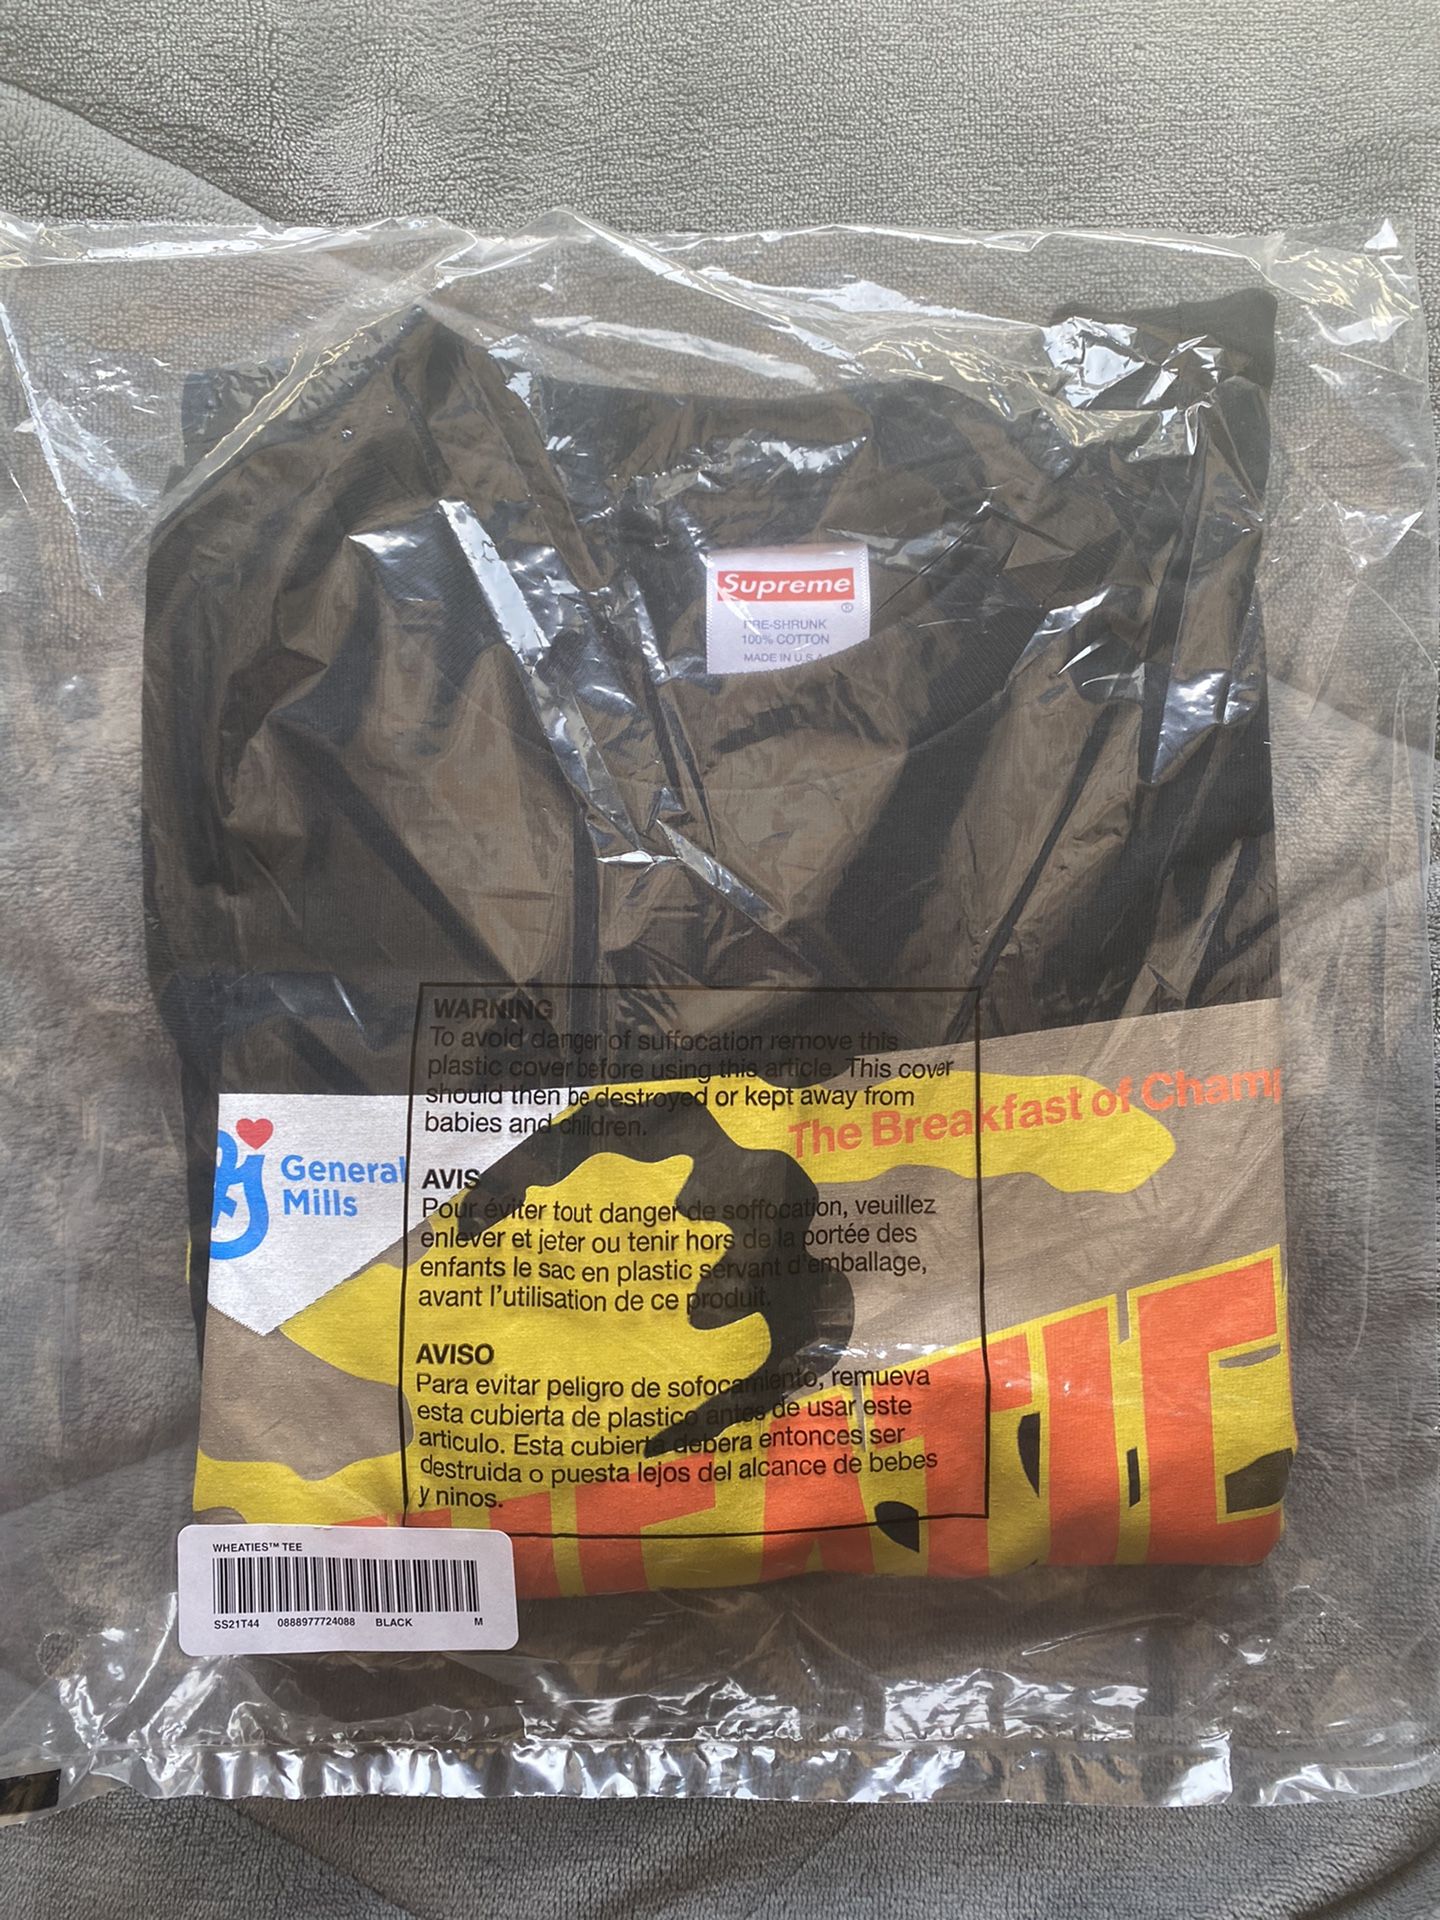 Supreme
®
PRE-SHRUNK
100% COTTON
MADE IN U.S.A.
WARNING
To avoid danger of suffocation remove this
plastic cover before using this article. This cover
should then be destroyed or kept away from
babies and children.
AVIS
Pour éviter tout danger de soffocation, veuillez
enlever et jeter ou tenir hors de la portée des
enfants le sac en plastic servant d'emballage,
avant l'utilisation de ce produit.
AVISO
Para evitar peligro de sofocamiento, remueva
esta cubierta de plastico antes de usar este
articulo. Esta cubierta debera entonces ser
destruida o puesta lejos del alcance de bebes
y ninos.
General
Mills
The Breakfast of Champ
WHEATIES™ TEE
SS21T44 0888977724088 BLACK M